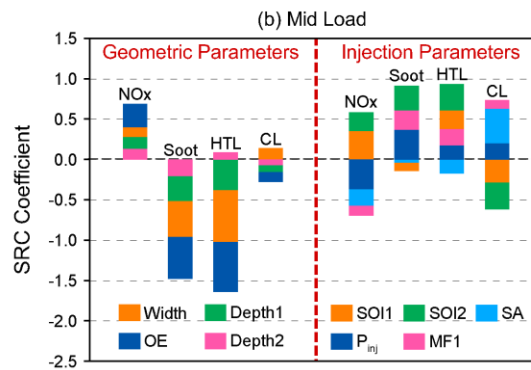 (b) Mid Load
Geometric Parameters
Injection Parameters
SRC Coefficient
1.5
1.0
0.5
0.0
-0.5
-1.0
-1.5
-2.0
-2.5
NOx
Soot
HTL
CL
NOx
Soot
HTL
CL
Width
Depth1
OE
Depth2
SOI1
SOI2
SA
Pinj
MF1